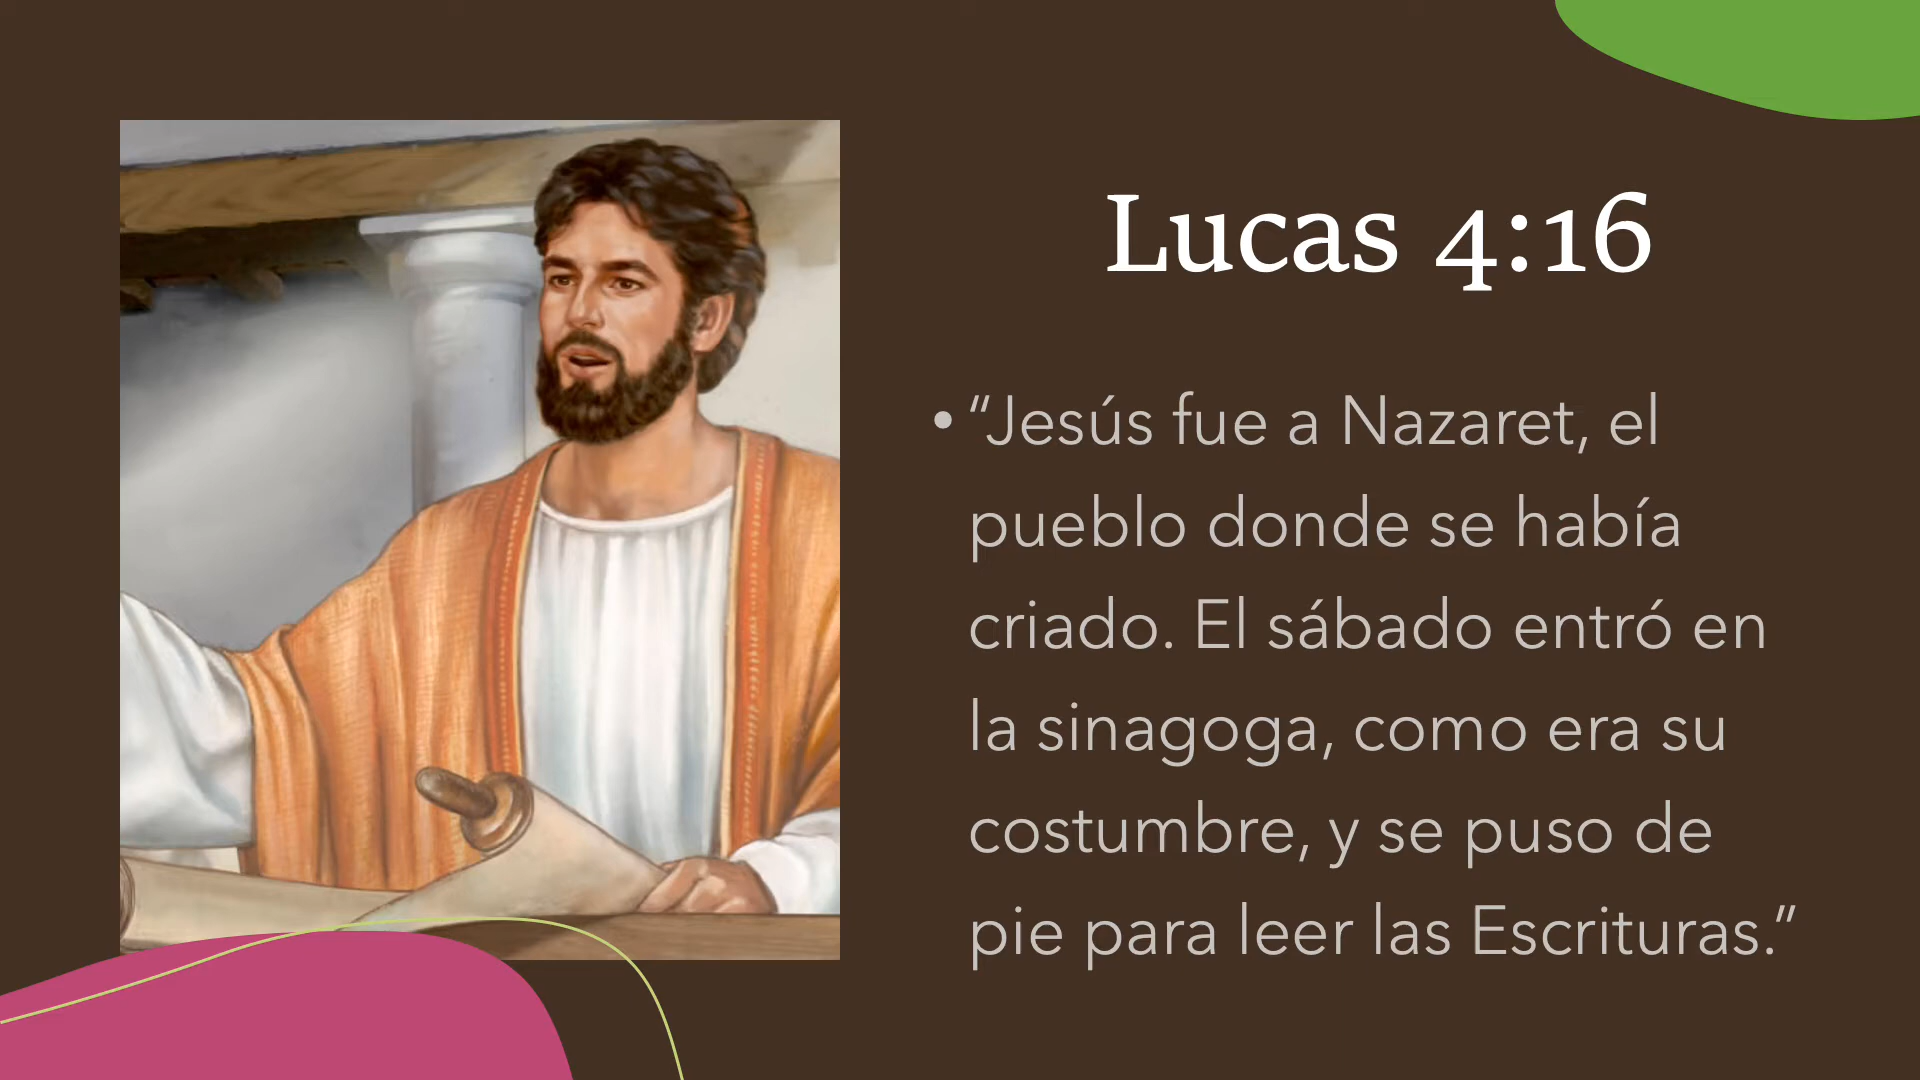 Lucas 4:16
• “Jesús fue a Nazaret, el
pueblo donde se había
criado. El sábado entró en
la sinagoga, como era su
costumbre, y se puso de
pie para leer las Escrituras.”